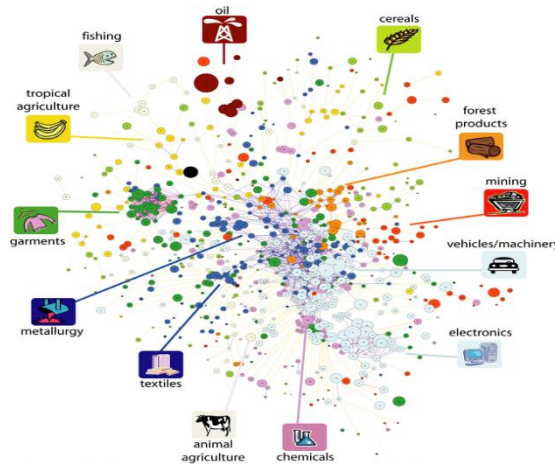 oil
cereals
fishing
tropical
agriculture
forest
products
mining
garments
vehicles/machinery
metallurgy
electronics
textiles
animal
agriculture
chemicals